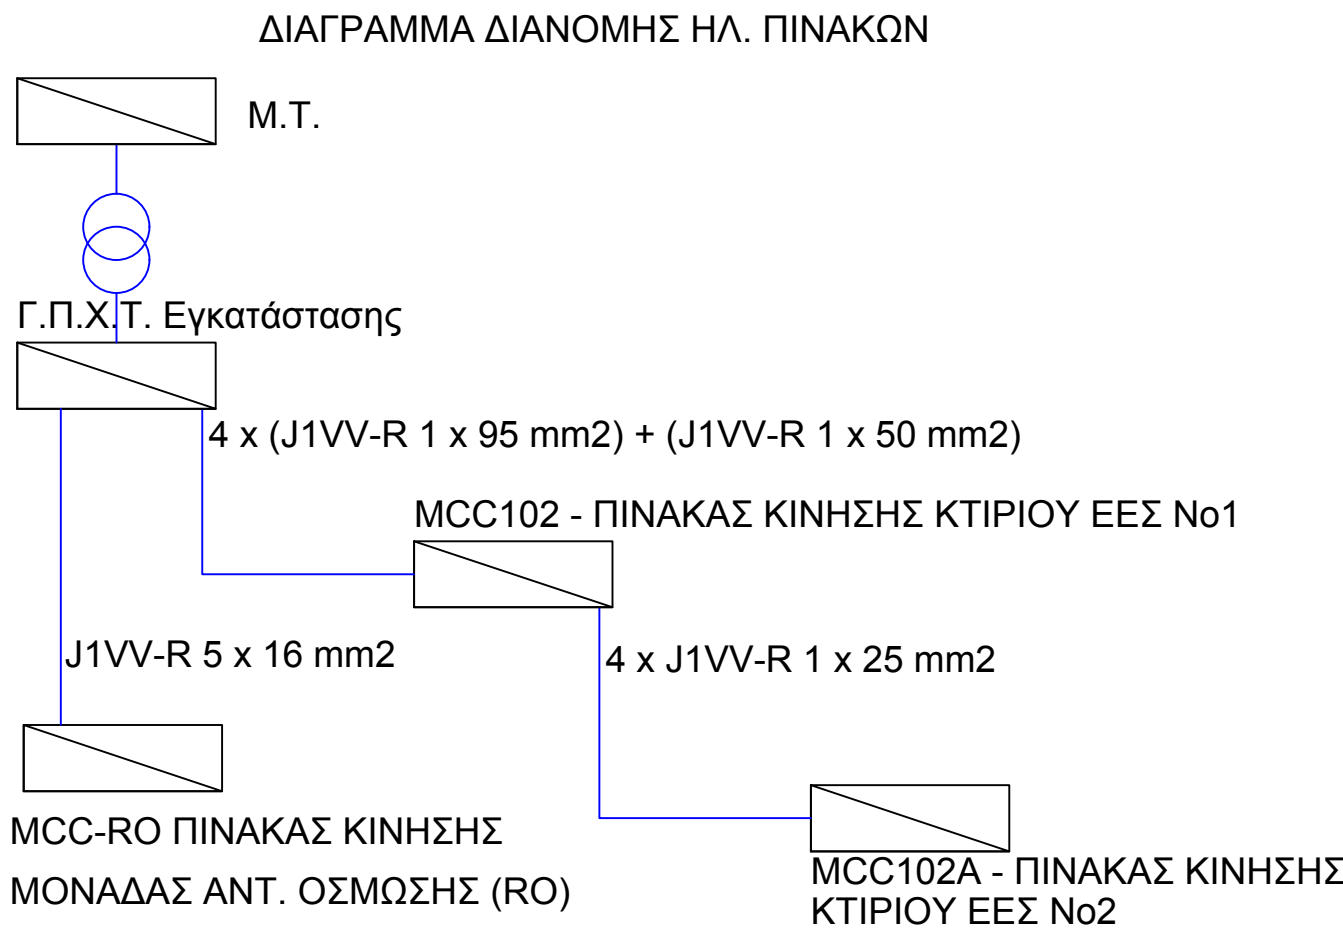 ΔΙΑΓΡΑΜΜΑ ΔΙΑΝΟΜΗΣ ΗΛ. ΠΙΝΑΚΩΝ
Μ.Τ.
Γ.Π.Χ.Τ. Εγκατάστασης
4 x (J1VV-R 1 x 95 mm2) + (J1VV-R 1 x 50 mm2)
MCC102 - ΠΙΝΑΚΑΣ ΚΙΝΗΣΗΣ ΚΤΙΡΙΟΥ ΕΕΣ Νο1
J1VV-R 5 x 16 mm2
4 x J1VV-R 1 x 25 mm2
MCC-RO ΠΙΝΑΚΑΣ ΚΙΝΗΣΗΣ
ΜΟΝΑΔΑΣ ΑΝΤ. ΟΣΜΩΣΗΣ (RO)
MCC102A - ΠΙΝΑΚΑΣ ΚΙΝΗΣΗΣ
ΚΤΙΡΙΟΥ ΕΕΣ Νο2